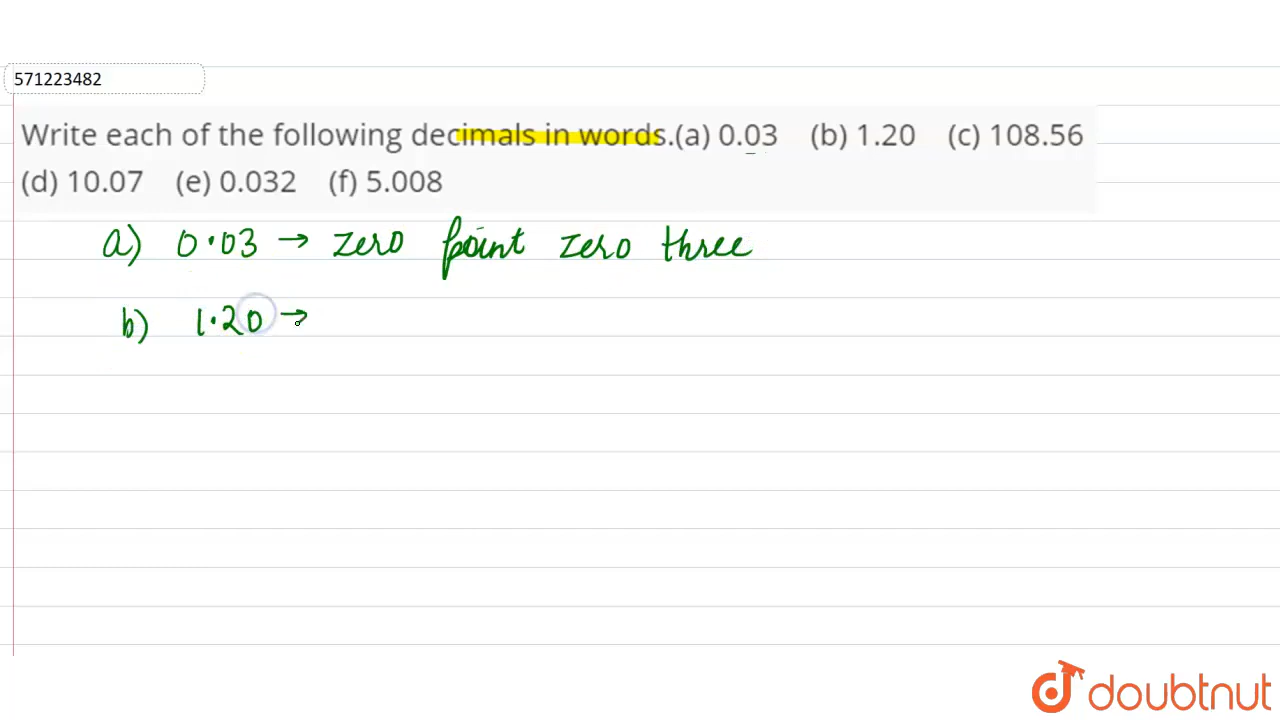 571223482
Write each of the following decimals in words.(a) 0.03 (b) 1.20 (c) 108.56
(d) 10.07 (e) 0.032 (f) 5.008
a) 0.03 → zero point zero three
b) 1.20 →
doubtnut